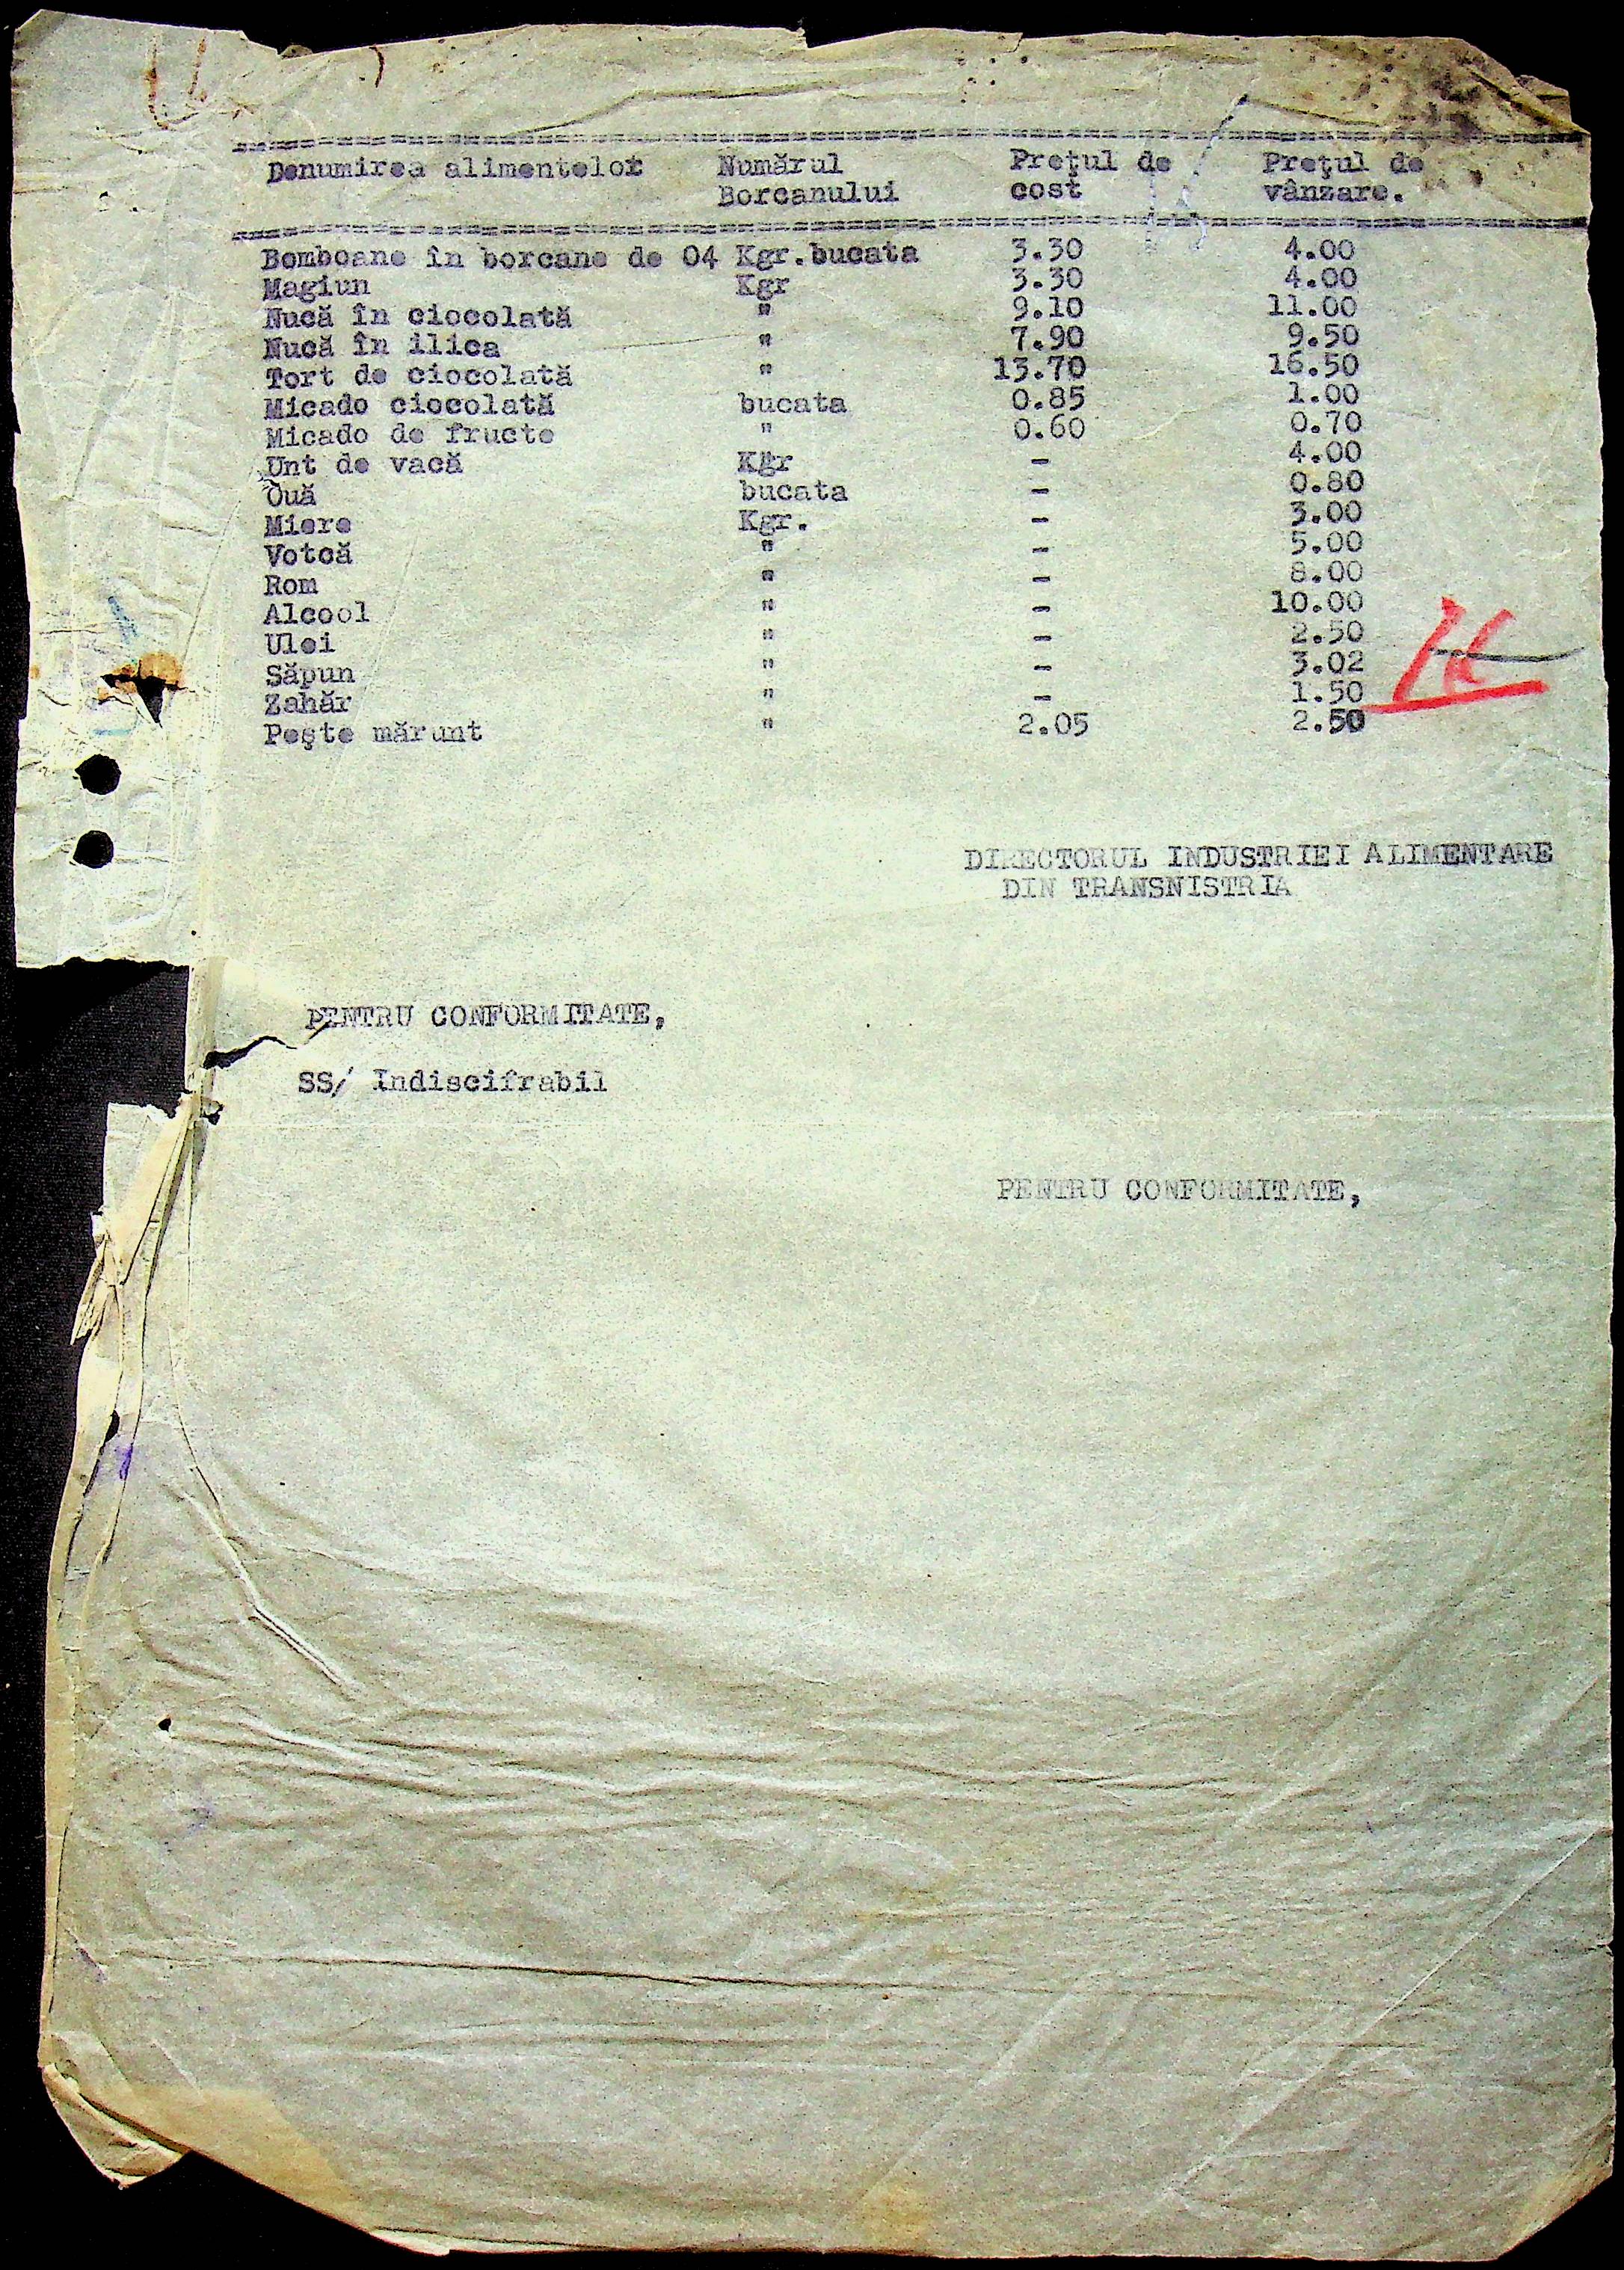 Denumirea alimentelor Numărul Preţul de Preţul de
Borcanului cost vânzare.
Bomboane în borcane de 04 Kgr.bucata 3.30 4.00
Magiun Kgr 3.30 4.00
Nucă în ciocolată " 9.10 11.00
Nucă în ilica " 7.90 9.50
Tort de ciocolată " 13.70 16.50
Micado ciocolată bucata 0.85 1.00
Micado de fructe " 0.60 0.70
Unt de vacă Kgr - 4.00
Ouă bucata - 0.80
Miere Kgr. - 3.00
Votcă " - 5.00
Rom " - 8.00
Alcool " - 10.00
Ulei " - 2.50
Săpun " - 3.02
Zahăr " - 1.50
Peşte mărunt " 2.05 2.50
DIRECTORUL INDUSTRIEI ALIMENTARE
DIN TRANSNISTRIA
PENTRU CONFORMITATE,
SS/ Indiscifrabil
PENTRU CONFORMITATE,